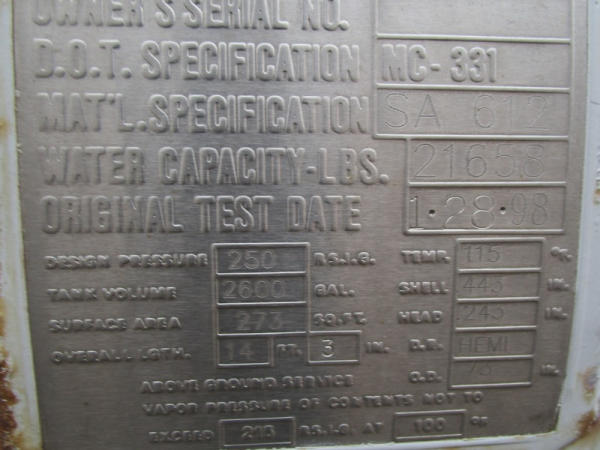 OWNER'S SERIAL NO.
D.O.T. SPECIFICATION MC-331
MAT'L. SPECIFICATION SA 612
WATER CAPACITY-LBS. 21658
ORIGINAL TEST DATE 1·28·98
DESIGN PRESSURE 250 P.S.I.G. TEMP. 115 °F.
TANK VOLUME 2600 GAL. SHELL .443 IN.
SURFACE AREA 273 SQ.FT. HEAD .243 IN.
OVERALL LGTH. 14 FT. 3 IN. D.R. HEMI
ABOVE GROUND SERVICE O.D. IN.
VAPOR PRESSURE OF CONTENTS NOT TO
EXCEED 215 P.S.I.G. AT 100 °F.